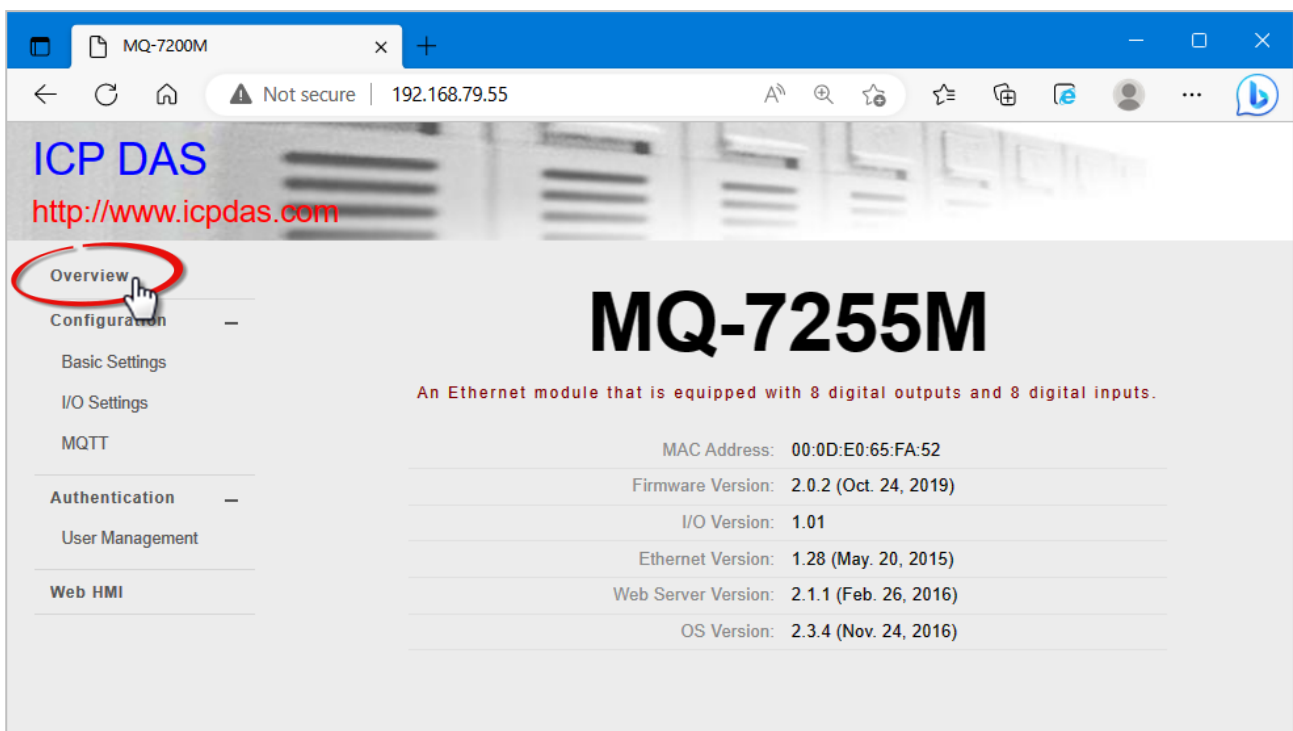 MQ-7200M
Not secure 192.168.79.55
ICP DAS
http://www.icpdas.com
Overview
Configuration
Basic Settings
I/O Settings
MQTT
Authentication
User Management
Web HMI
MQ-7255M
An Ethernet module that is equipped with 8 digital outputs and 8 digital inputs.
MAC Address: 00:0D:E0:65:FA:52
Firmware Version: 2.0.2 (Oct. 24, 2019)
I/O Version: 1.01
Ethernet Version: 1.28 (May. 20, 2015)
Web Server Version: 2.1.1 (Feb. 26, 2016)
OS Version: 2.3.4 (Nov. 24, 2016)